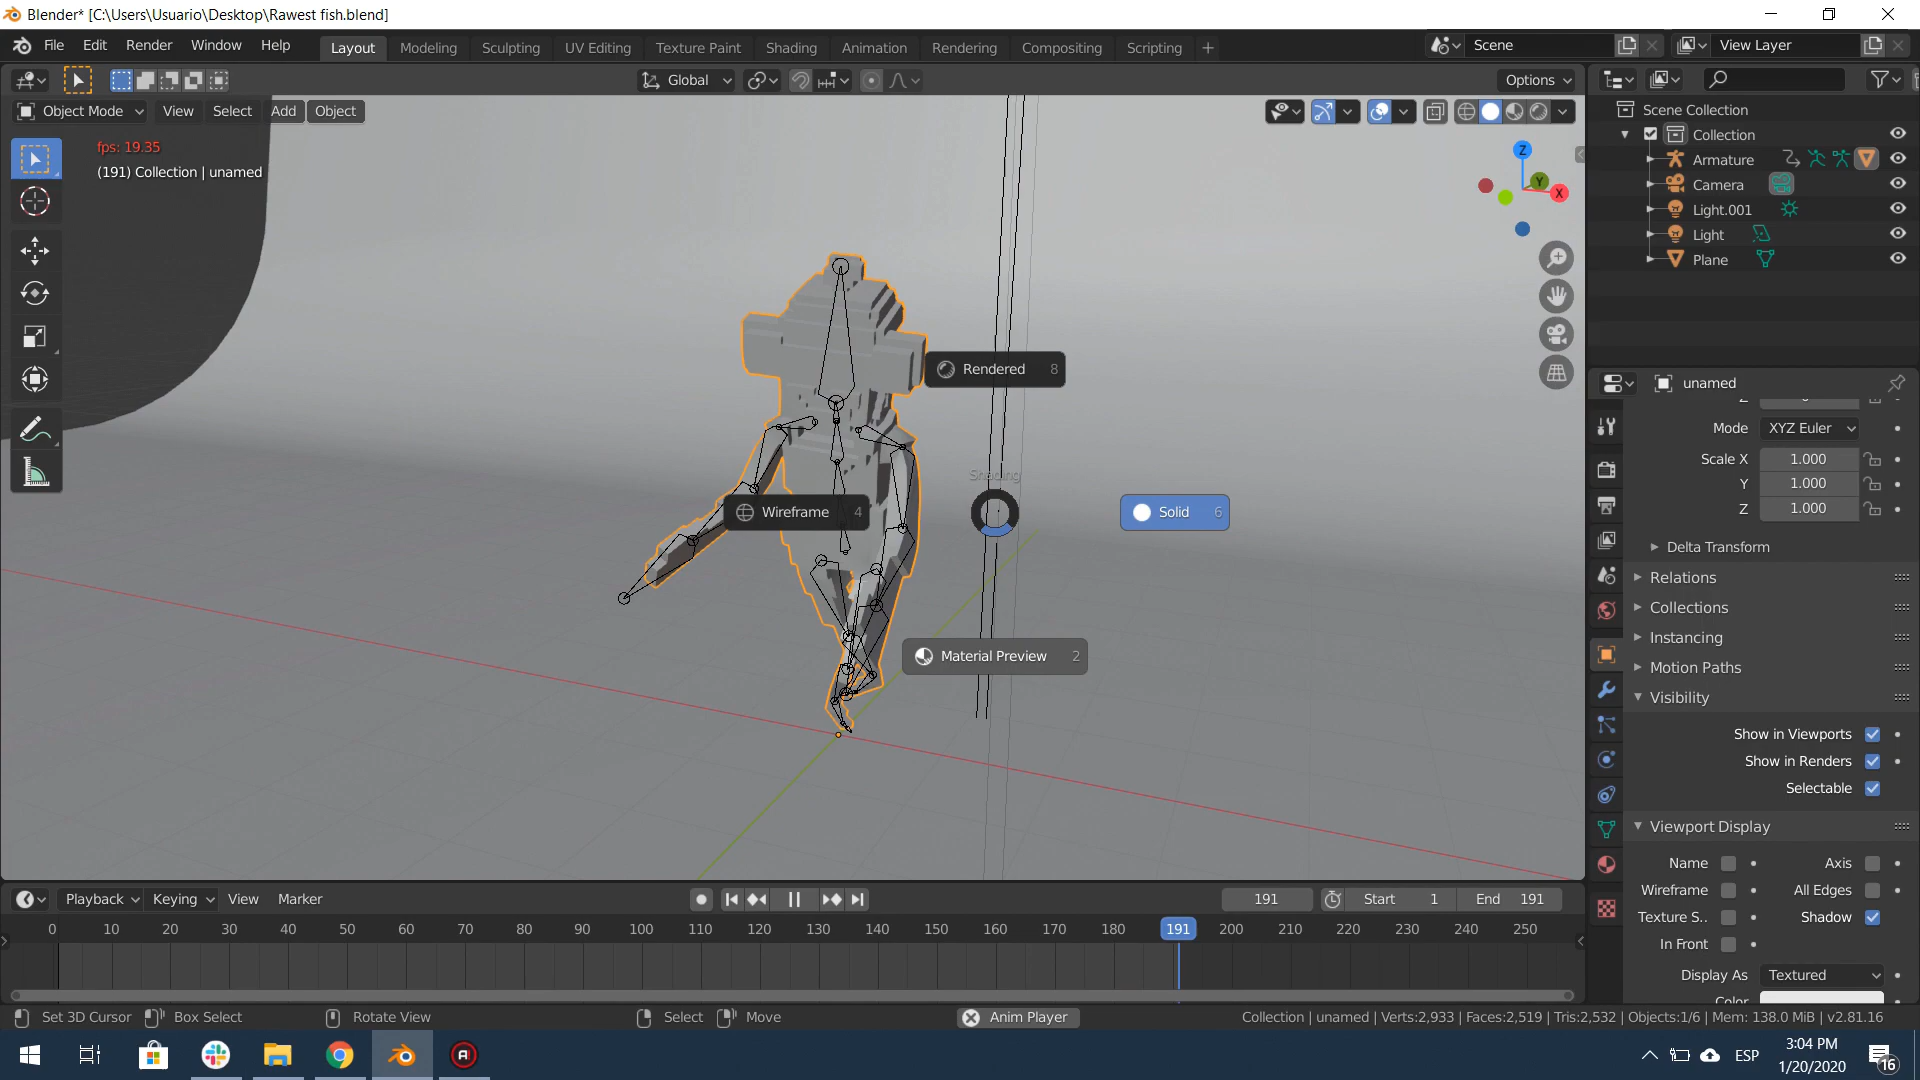 Blender* [C:\Users\Usuario\Desktop\Rawest fish.blend]
File Edit Render Window Help
Layout Modeling Sculpting UV Editing Texture Paint Shading Animation Rendering Compositing Scripting +
Scene
View Layer
Global
Options
Object Mode View Select Add Object
fps: 19.35
(191) Collection | unamed
Z
Y
X
Scene Collection
Collection
Armature
Camera
Light.001
Light
Plane
Rendered 8
Shading
Wireframe 4
Solid 6
Material Preview 2
unamed
Mode XYZ Euler
Scale X 1.000
Y 1.000
Z 1.000
Delta Transform
Relations
Collections
Instancing
Motion Paths
Visibility
Show in Viewports
Show in Renders
Selectable
Viewport Display
Name Axis
Wireframe All Edges
Texture S.. Shadow
In Front
Display As Textured
Color
Playback Keying View Marker
191 Start 1 End 191
0 10 20 30 40 50 60 70 80 90 100 110 120 130 140 150 160 170 180 191 200 210 220 230 240 250
Set 3D Cursor Box Select Rotate View Select Move Anim Player Collection | unamed | Verts:2,933 | Faces:2,519 | Tris:2,532 | Objects:1/6 | Mem: 138.0 MiB | v2.81.16
ESP
3:04 PM
1/20/2020
16